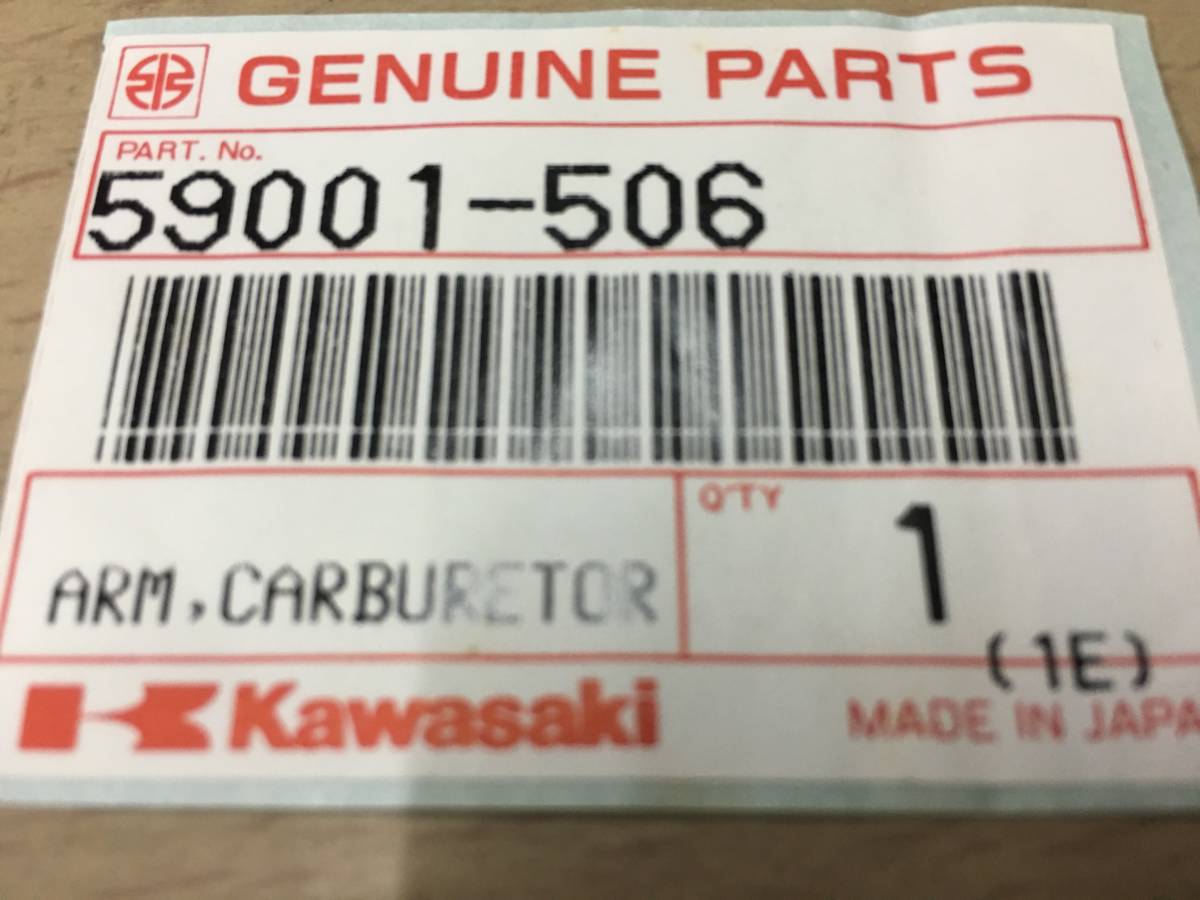 GENUINE PARTS
PART. No.
59001-506
ARM,CARBURETOR
Q'TY
1
(1E)
Kawasaki
MADE IN JAPA